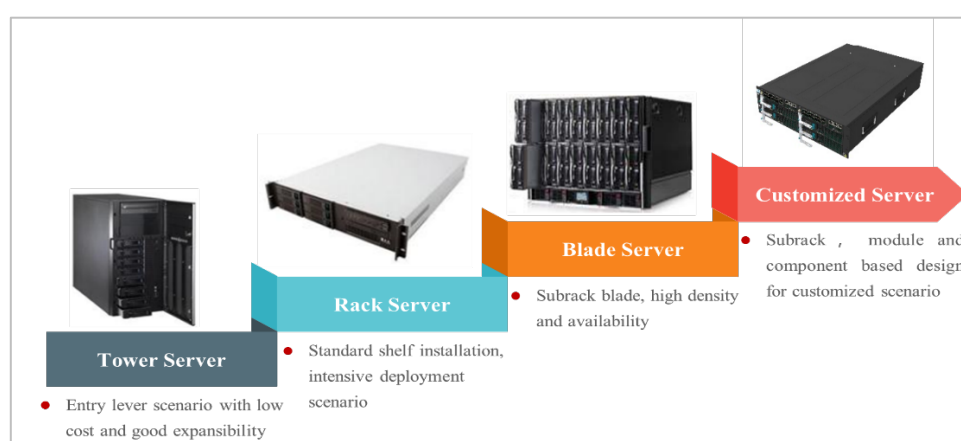 Tower Server
Entry lever scenario with low
cost and good expansibility
Rack Server
Standard shelf installation,
intensive deployment
scenario
Blade Server
Subrack blade, high density
and availability
Customized Server
Subrack , module and
component based design
for customized scenario